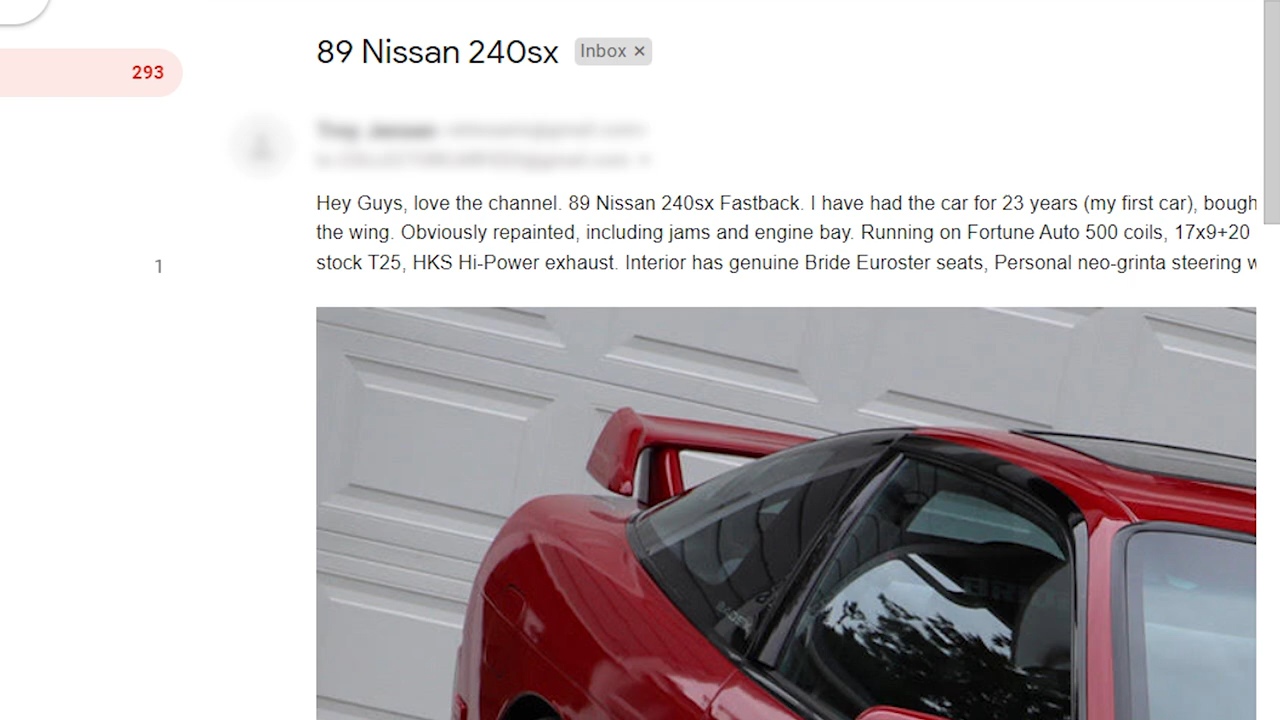 89 Nissan 240sx
Inbox ×
293
Hey Guys, love the channel. 89 Nissan 240sx Fastback. I have had the car for 23 years (my first car), bough
the wing. Obviously repainted, including jams and engine bay. Running on Fortune Auto 500 coils, 17x9+20
1
stock T25, HKS Hi-Power exhaust. Interior has genuine Bride Euroster seats, Personal neo-grinta steering w